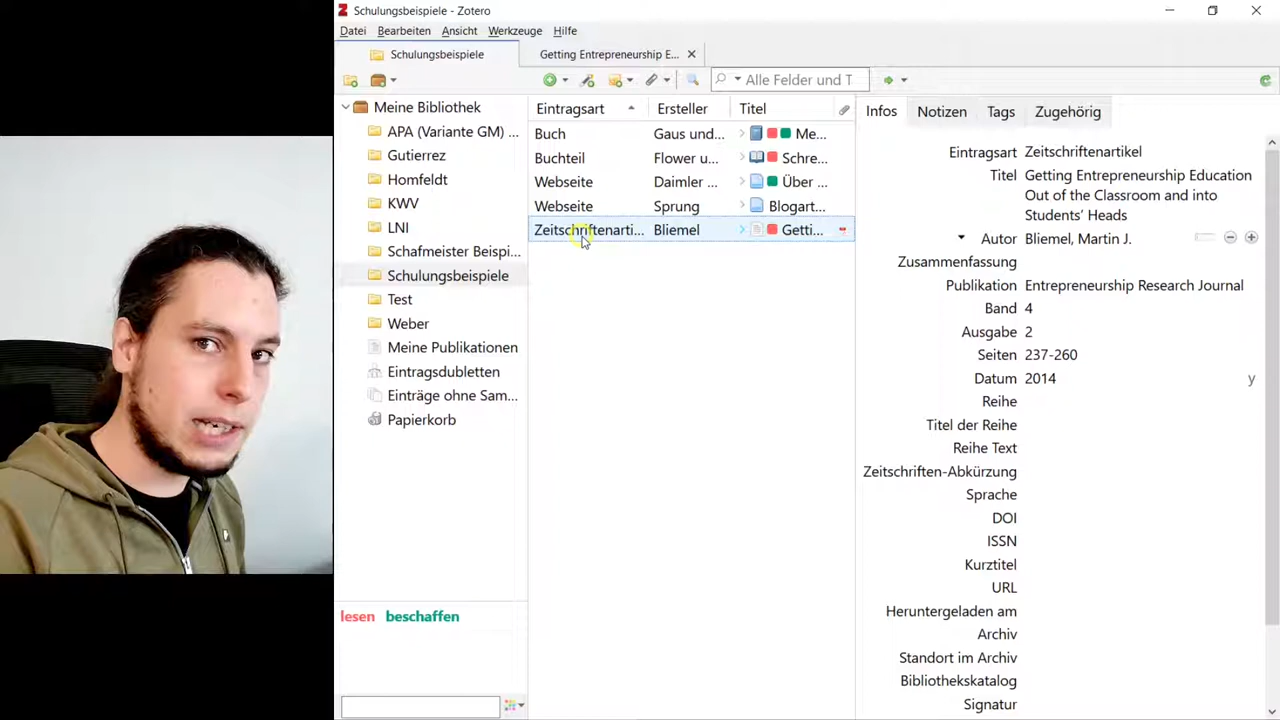 Schulungsbeispiele - Zotero
Datei Bearbeiten Ansicht Werkzeuge Hilfe
Schulungsbeispiele Getting Entrepreneurship E...
Alle Felder und T
Meine Bibliothek
APA (Variante GM) ...
Gutierrez
Homfeldt
KWV
LNI
Schafmeister Beispi...
Schulungsbeispiele
Test
Weber
Meine Publikationen
Eintragsdubletten
Einträge ohne Sam...
Papierkorb
lesen beschaffen
Eintragsart Ersteller Titel
Buch Gaus und... Me...
Buchteil Flower u... Schre...
Webseite Daimler ... Über ...
Webseite Sprung Blogart...
Zeitschriftenarti... Bliemel Getti...
Infos Notizen Tags Zugehörig
Eintragsart Zeitschriftenartikel
Titel Getting Entrepreneurship Education
Out of the Classroom and into
Students’ Heads
Autor Bliemel, Martin J.
Zusammenfassung
Publikation Entrepreneurship Research Journal
Band 4
Ausgabe 2
Seiten 237-260
Datum 2014 y
Reihe
Titel der Reihe
Reihe Text
Zeitschriften-Abkürzung
Sprache
DOI
ISSN
Kurztitel
URL
Heruntergeladen am
Archiv
Standort im Archiv
Bibliothekskatalog
Signatur